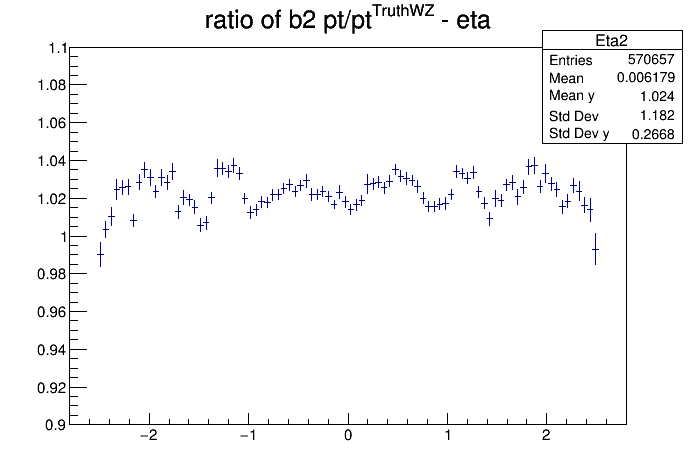 ratio of b2 pt/pt^TruthWZ - eta
Eta2
Entries 570657
Mean 0.006179
Mean y 1.024
Std Dev 1.182
Std Dev y 0.2668
1.1
1.08
1.06
1.04
1.02
1
0.98
0.96
0.94
0.92
0.9
−2 −1 0 1 2